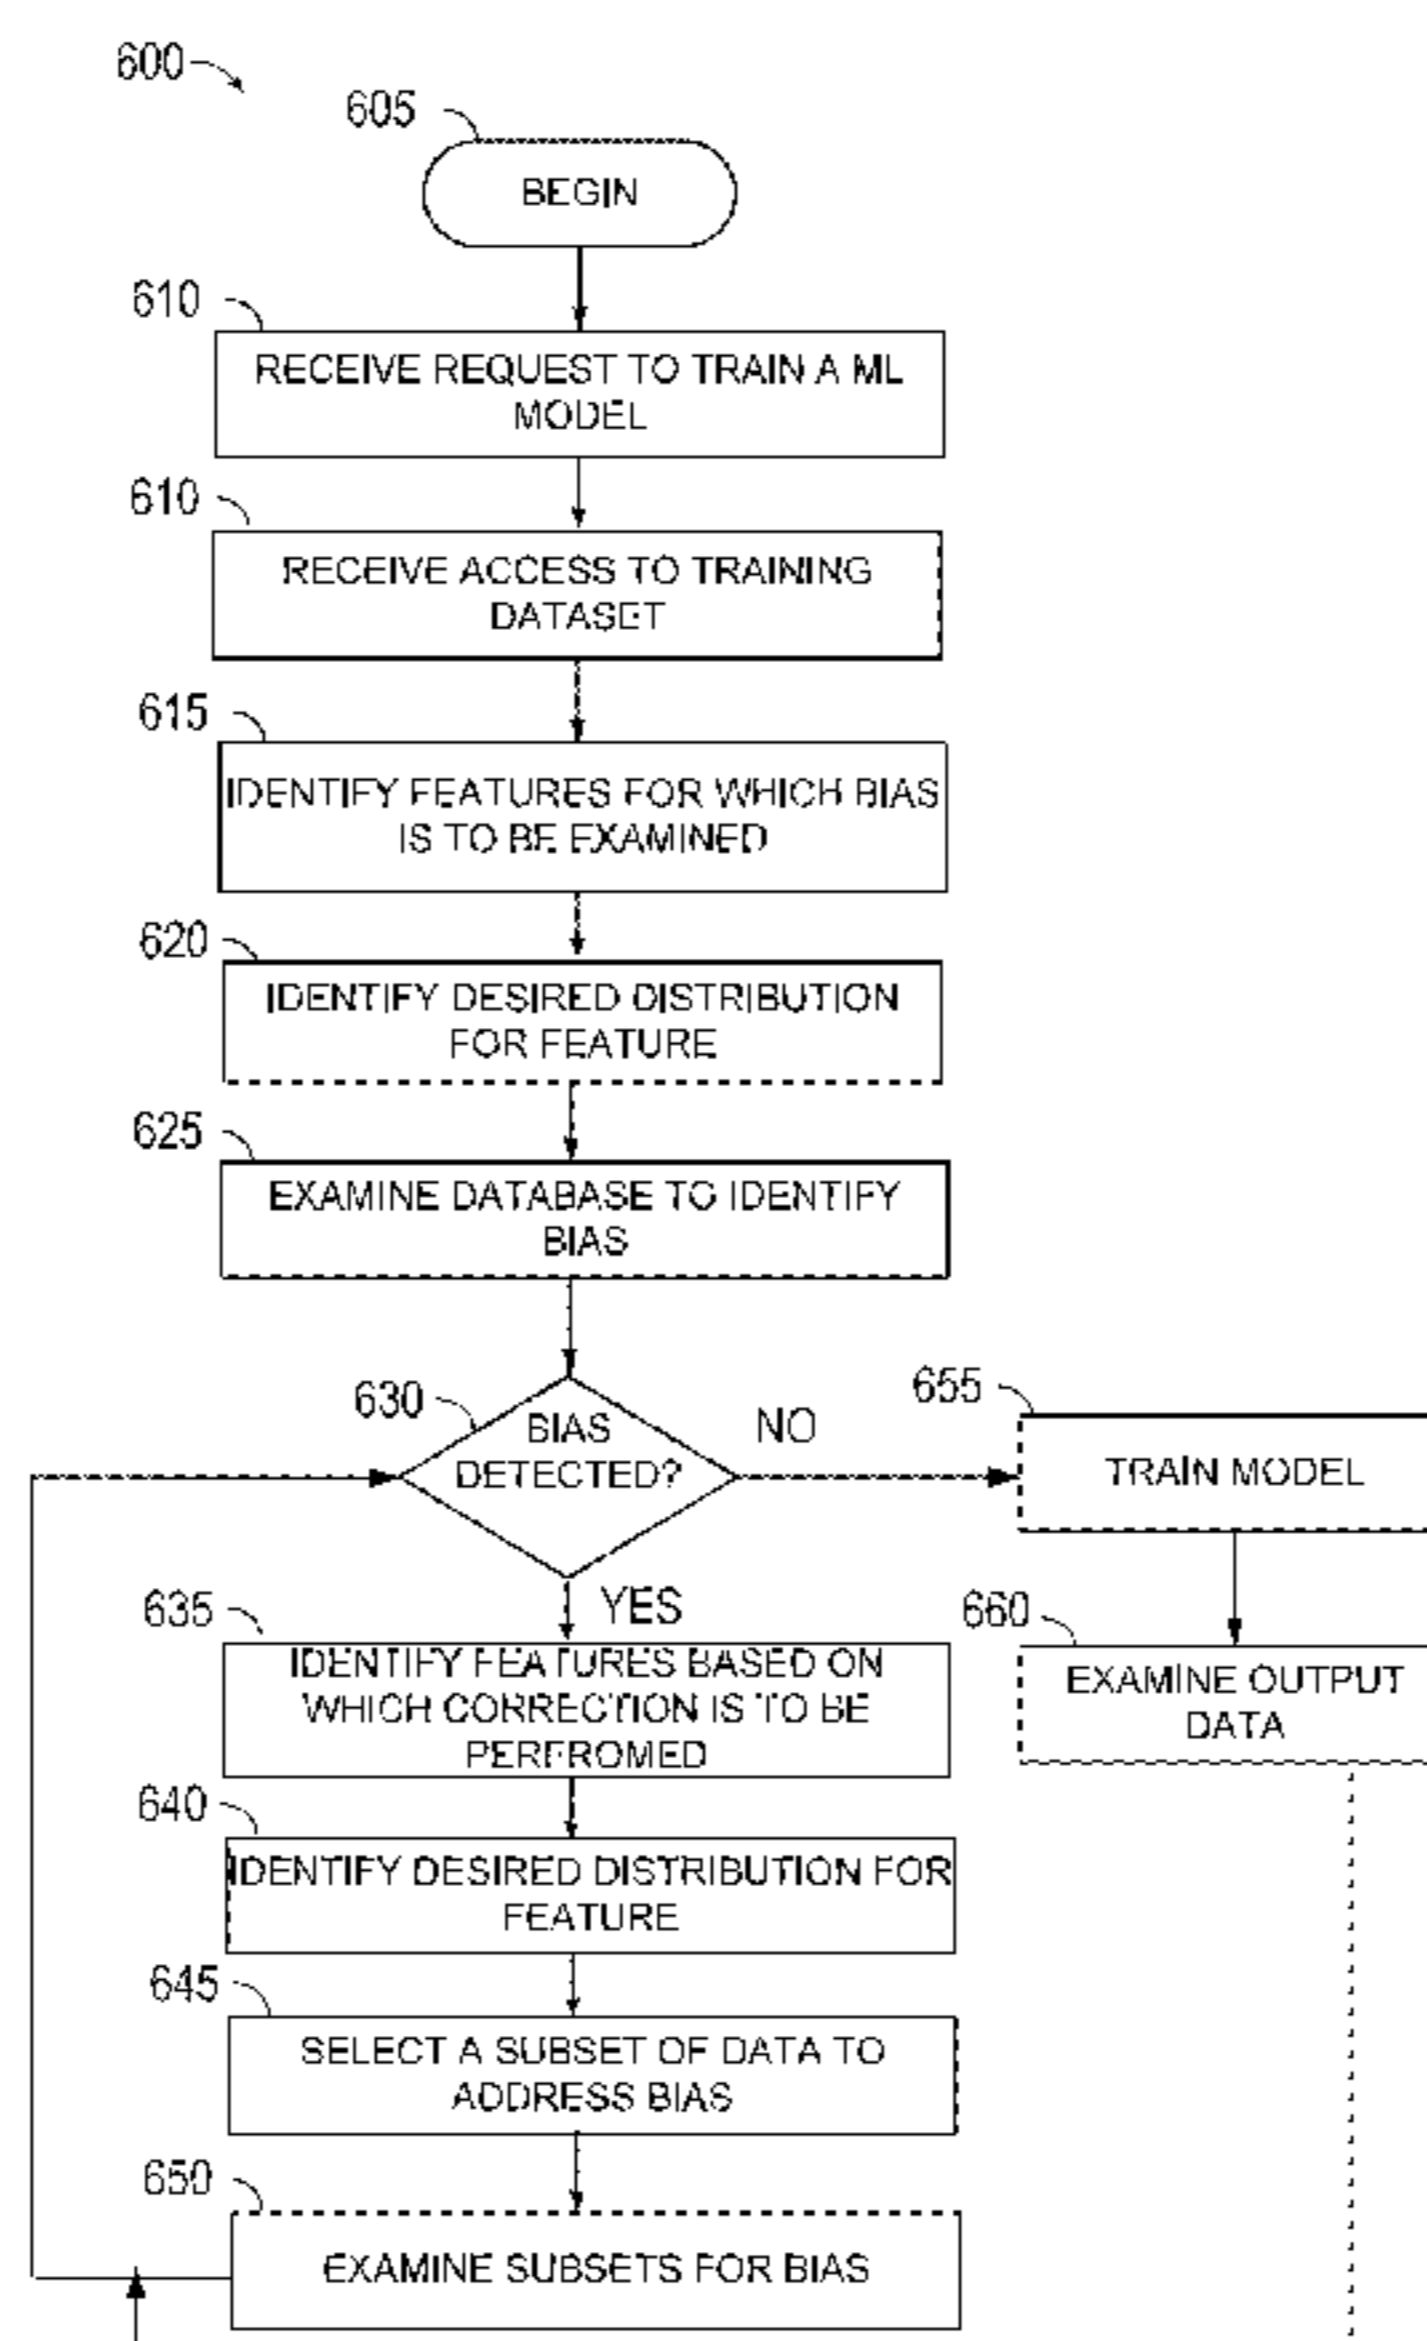 600
605
BEGIN
610
RECEIVE REQUEST TO TRAIN A ML
MODEL
610
RECEIVE ACCESS TO TRAINING
DATASET
615
IDENTIFY FEATURES FOR WHICH BIAS
IS TO BE EXAMINED
620
IDENTIFY DESIRED DISTRIBUTION
FOR FEATURE
625
EXAMINE DATABASE TO IDENTIFY
BIAS
630
BIAS
DETECTED?
NO
655
TRAIN MODEL
YES
635
IDENTIFY FEATURES BASED ON
WHICH CORRECTION IS TO BE
PERFROMED
660
EXAMINE OUTPUT
DATA
640
IDENTIFY DESIRED DISTRIBUTION FOR
FEATURE
645
SELECT A SUBSET OF DATA TO
ADDRESS BIAS
650
EXAMINE SUBSETS FOR BIAS